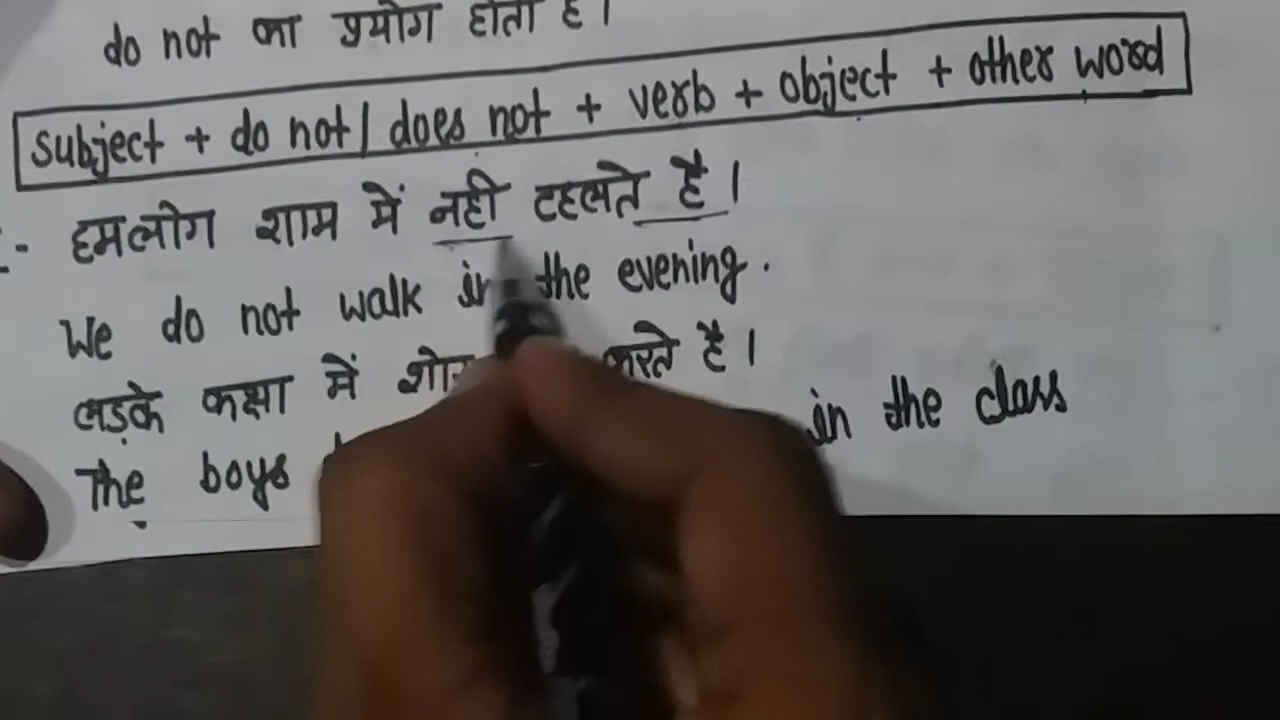 do not का प्रयोग होता है।
subject + do not / does not + verb + object + other word
:- हमलोग शाम में नही टहलते है।
We do not walk in the evening.
लड़के कक्षा में करते है।
The boys in the class